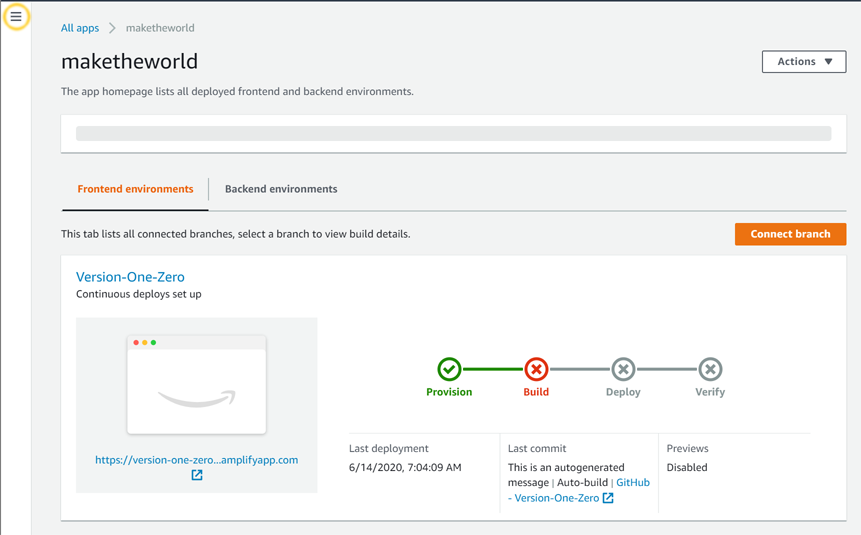 All apps > maketheworld
maketheworld
Actions ▼
The app homepage lists all deployed frontend and backend environments.
Frontend environments
Backend environments
This tab lists all connected branches, select a branch to view build details.
Connect branch
Version-One-Zero
Continuous deploys set up
https://version-one-zero...amplifyapp.com
Provision
Build
Deploy
Verify
Last deployment
6/14/2020, 7:04:09 AM
Last commit
This is an autogenerated
message | Auto-build | GitHub
- Version-One-Zero
Previews
Disabled